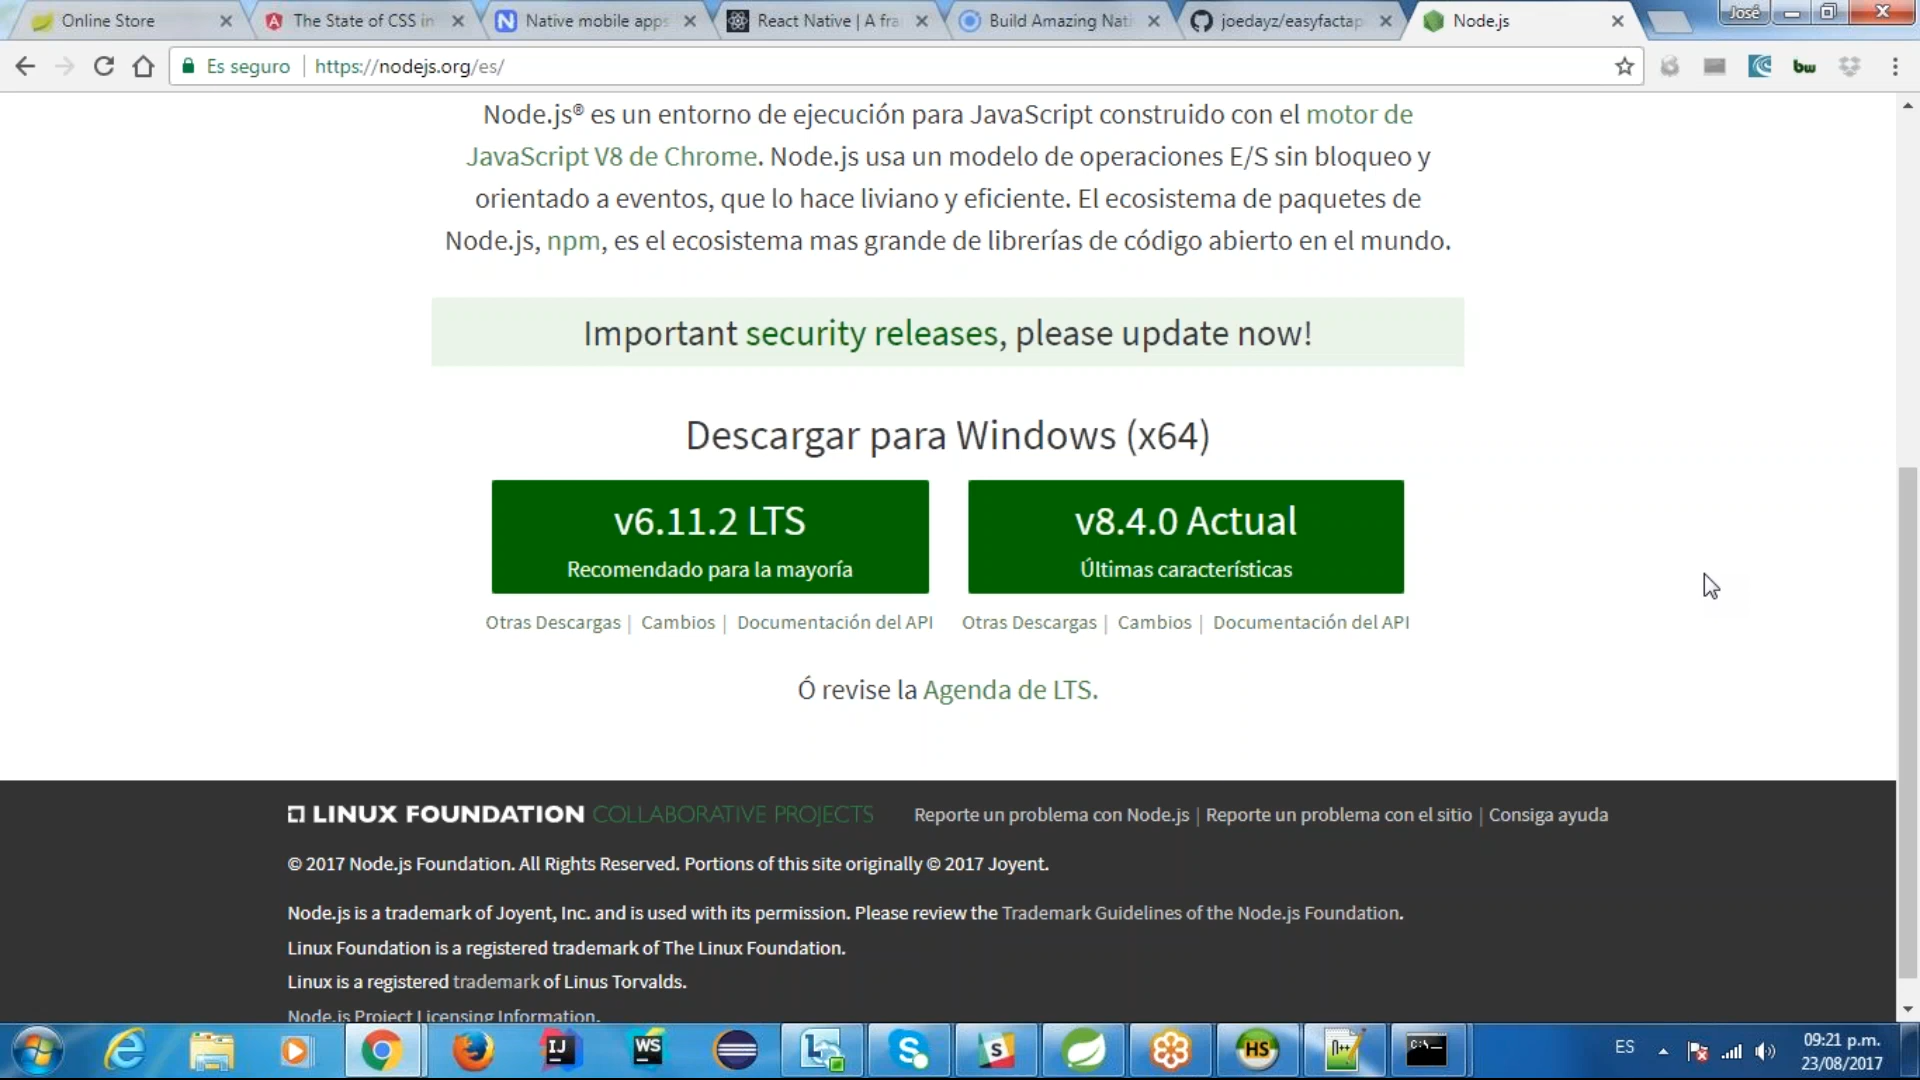 Online Store
The State of CSS in
Native mobile apps
React Native | A fra
Build Amazing Nati
joedayz/easyfactap
Node.js
José
Es seguro
https://nodejs.org/es/
bw
Node.js® es un entorno de ejecución para JavaScript construido con el motor de
JavaScript V8 de Chrome. Node.js usa un modelo de operaciones E/S sin bloqueo y
orientado a eventos, que lo hace liviano y eficiente. El ecosistema de paquetes de
Node.js, npm, es el ecosistema mas grande de librerías de código abierto en el mundo.
Important security releases, please update now!
Descargar para Windows (x64)
v6.11.2 LTS
Recomendado para la mayoría
v8.4.0 Actual
Últimas características
Otras Descargas | Cambios | Documentación del API
Otras Descargas | Cambios | Documentación del API
Ó revise la Agenda de LTS.
LINUX FOUNDATION COLLABORATIVE PROJECTS
Reporte un problema con Node.js | Reporte un problema con el sitio | Consiga ayuda
© 2017 Node.js Foundation. All Rights Reserved. Portions of this site originally © 2017 Joyent.
Node.js is a trademark of Joyent, Inc. and is used with its permission. Please review the Trademark Guidelines of the Node.js Foundation.
Linux Foundation is a registered trademark of The Linux Foundation.
Linux is a registered trademark of Linus Torvalds.
Node.js Project Licensing Information.
IJ
WS
S
S
HS
N++
C:\
ES
09:21 p.m.
23/08/2017